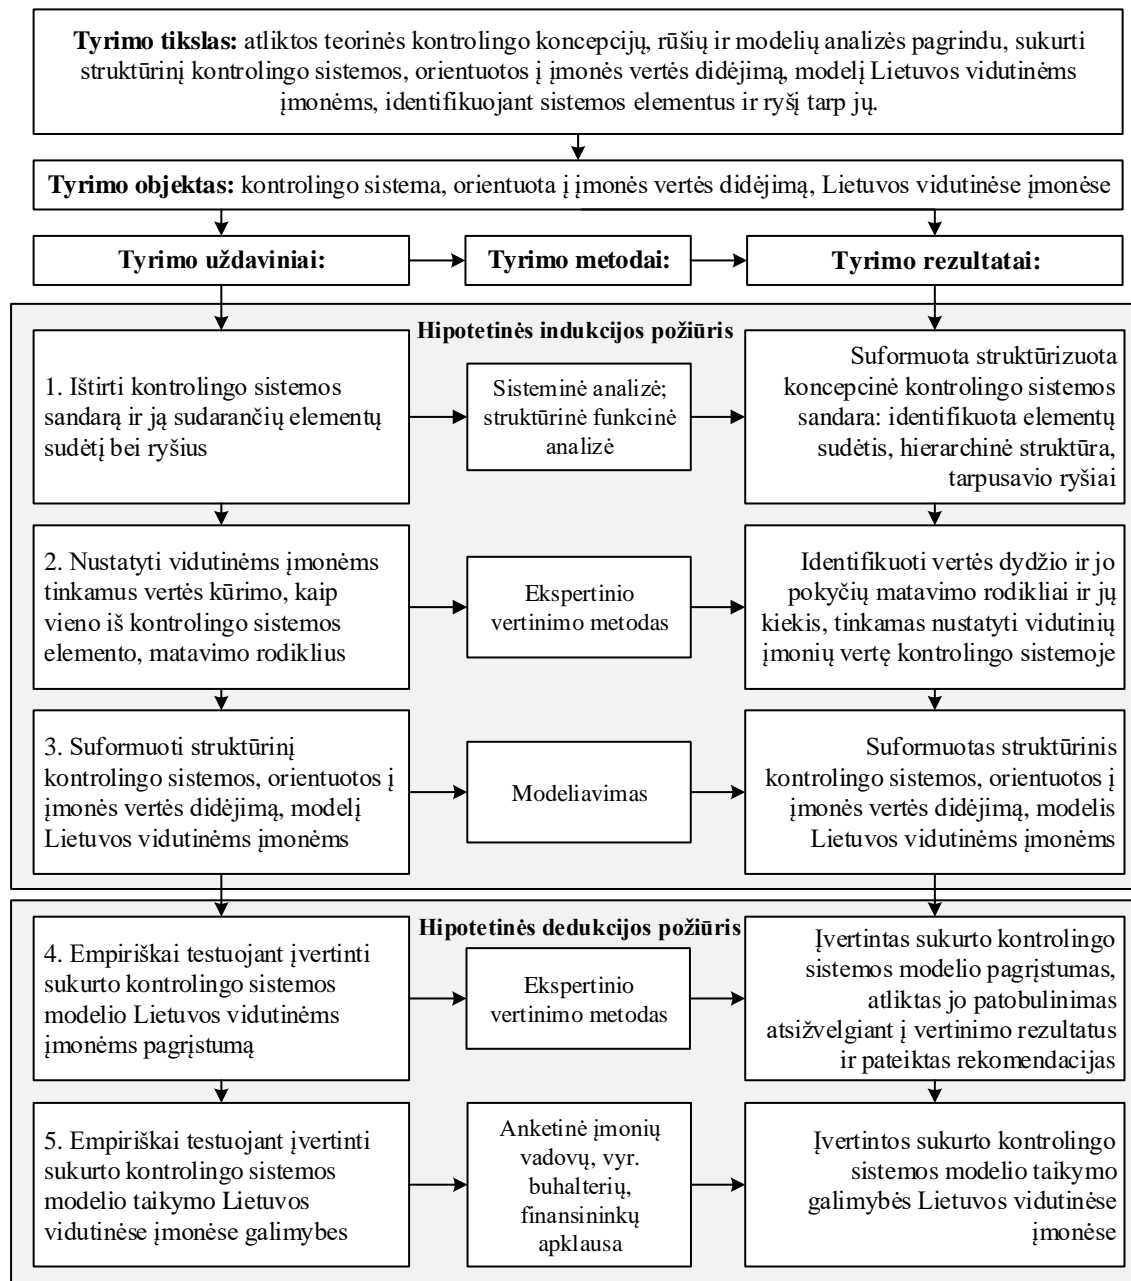 Tyrimo tikslas: atliktos teorinės kontrolingo koncepcijų, rūšių ir modelių analizės pagrindu, sukurti
struktūrinį kontrolingo sistemos, orientuotos į įmonės vertės didėjimą, modelį Lietuvos vidutinėms
įmonėms, identifikuojant sistemos elementus ir ryšį tarp jų.
Tyrimo objektas: kontrolingo sistema, orientuota į įmonės vertės didėjimą, Lietuvos vidutinėse įmonėse
Tyrimo uždaviniai:
Tyrimo metodai:
Tyrimo rezultatai:
Hipotetinės indukcijos požiūris
1. Ištirti kontrolingo sistemos
sandarą ir ją sudarančių elementų
sudėtį bei ryšius
Sisteminė analizė;
struktūrinė funkcinė
analizė
Suformuota struktūrizuota
koncepcinė kontrolingo sistemos
sandara: identifikuota elementų
sudėtis, hierarchinė struktūra,
tarpusavio ryšiai
2. Nustatyti vidutinėms įmonėms
tinkamus vertės kūrimo, kaip
vieno iš kontrolingo sistemos
elemento, matavimo rodiklius
Ekspertinio
vertinimo metodas
Identifikuoti vertės dydžio ir jo
pokyčių matavimo rodikliai ir jų
kiekis, tinkamas nustatyti vidutinių
įmonių vertę kontrolingo sistemoje
3. Suformuoti struktūrinį
kontrolingo sistemos, orientuotos į
įmonės vertės didėjimą, modelį
Lietuvos vidutinėms įmonėms
Modeliavimas
Suformuotas struktūrinis
kontrolingo sistemos, orientuotos į
įmonės vertės didėjimą, modelis
Lietuvos vidutinėms įmonėms
Hipotetinės dedukcijos požiūris
4. Empiriškai testuojant įvertinti
sukurto kontrolingo sistemos
modelio Lietuvos vidutinėms
įmonėms pagrįstumą
Ekspertinio
vertinimo metodas
Įvertintas sukurto kontrolingo
sistemos modelio pagrįstumas,
atliktas jo patobulinimas
atsižvelgiant į vertinimo rezultatus
ir pateiktas rekomendacijas
5. Empiriškai testuojant įvertinti
sukurto kontrolingo sistemos
modelio taikymo Lietuvos
vidutinėse įmonėse galimybes
Anketinė įmonių
vadovų, vyr.
buhalterių,
finansininkų
apklausa
Įvertintos sukurto kontrolingo
sistemos modelio taikymo
galimybės Lietuvos vidutinėse
įmonėse